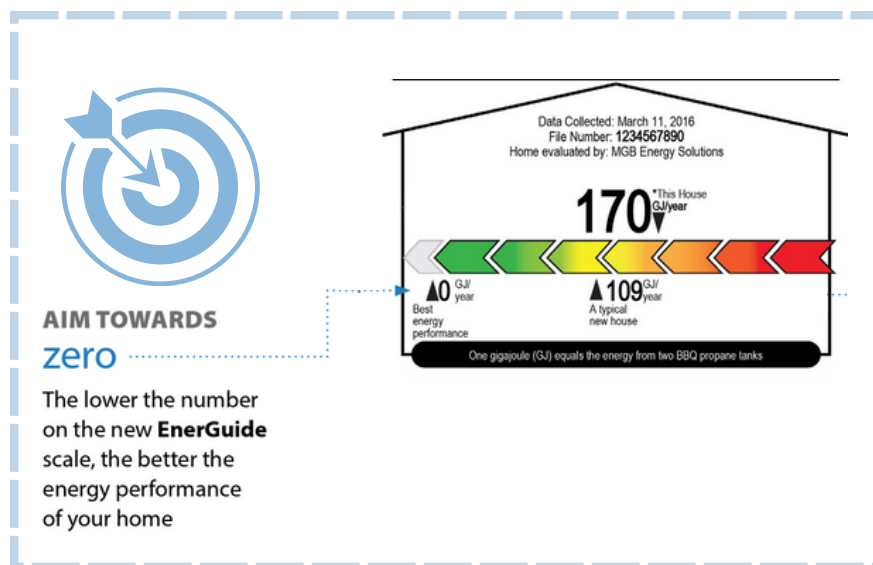 AIM TOWARDS
zero
The lower the number
on the new EnerGuide
scale, the better the
energy performance
of your home
Data Collected: March 11, 2016
File Number: 1234567890
Home evaluated by: MGB Energy Solutions
170
*This House
GJ/year
0 GJ/
year
Best
energy
performance
109 GJ/
year
A typical
new house
One gigajoule (GJ) equals the energy from two BBQ propane tanks